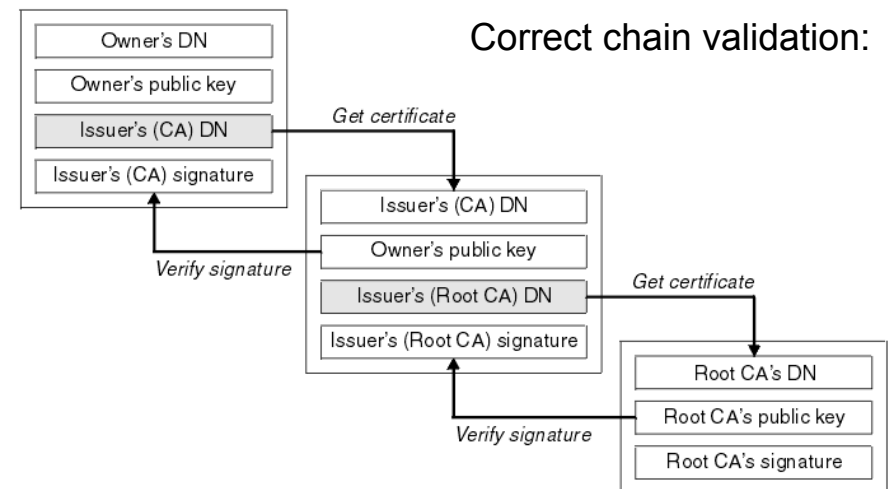 Correct chain validation:
Owner's DN
Owner's public key
Issuer's (CA) DN
Issuer's (CA) signature
Get certificate
Verify signature
Issuer's (CA) DN
Owner's public key
Issuer's (Root CA) DN
Issuer's (Root CA) signature
Get certificate
Verify signature
Root CA's DN
Root CA's public key
Root CA's signature